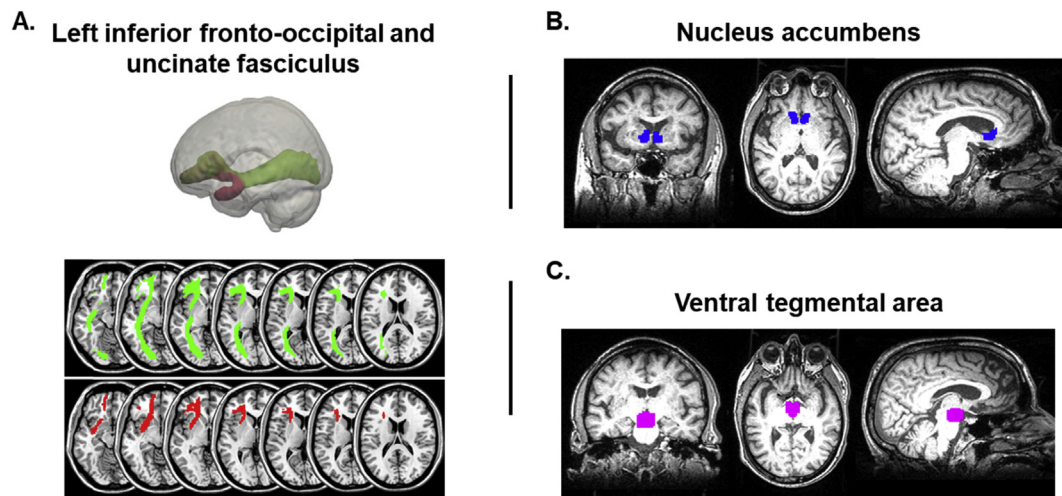 A.
Left inferior fronto-occipital and
uncinate fasciculus
B.
Nucleus accumbens
C.
Ventral tegmental area